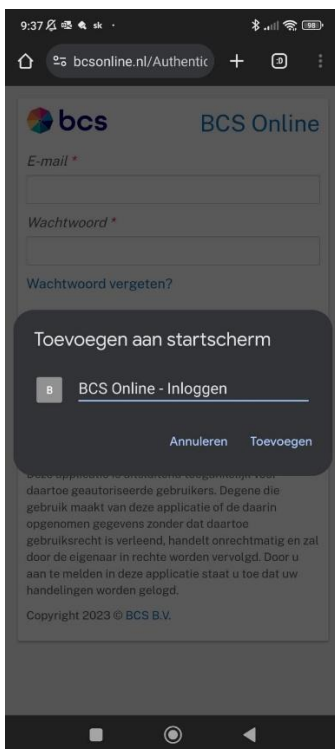 9:37 sk ·
98
bcsonline.nl/Authentic
:D
bcs
BCS Online
E-mail *
Wachtwoord *
Wachtwoord vergeten?
Toevoegen aan startscherm
B
BCS Online - Inloggen
Annuleren Toevoegen
daartoe geautoriseerde gebruikers. Degene die
gebruik maakt van deze applicatie of de daarin
opgenomen gegevens zonder dat daartoe
gebruiksrecht is verleend, handelt onrechtmatig en zal
door de eigenaar in rechte worden vervolgd. Door u
aan te melden in deze applicatie staat u toe dat uw
handelingen worden gelogd.
Copyright 2023 © BCS B.V.